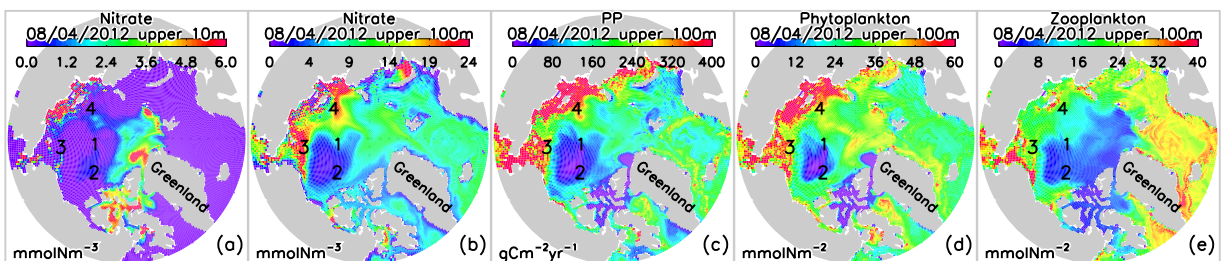 Nitrate
08/04/2012 upper 10m
0.0 1.2 2.4 3.6 4.8 6.0
4
3 1
2
Greenland
mmolNm⁻³ (a)
Nitrate
08/04/2012 upper 100m
0 4 9 14 19 24
4
3 1
2
Greenland
mmolNm⁻³ (b)
PP
08/04/2012 upper 100m
0 80 160 240 320 400
4
3 1
2
Greenland
gCm⁻²yr⁻¹ (c)
Phytoplankton
08/04/2012 upper 100m
0 12 24 36 48 60
4
3 1
2
Greenland
mmolNm⁻² (d)
Zooplankton
08/04/2012 upper 100m
0 8 16 24 32 40
4
3 1
2
Greenland
mmolNm⁻² (e)